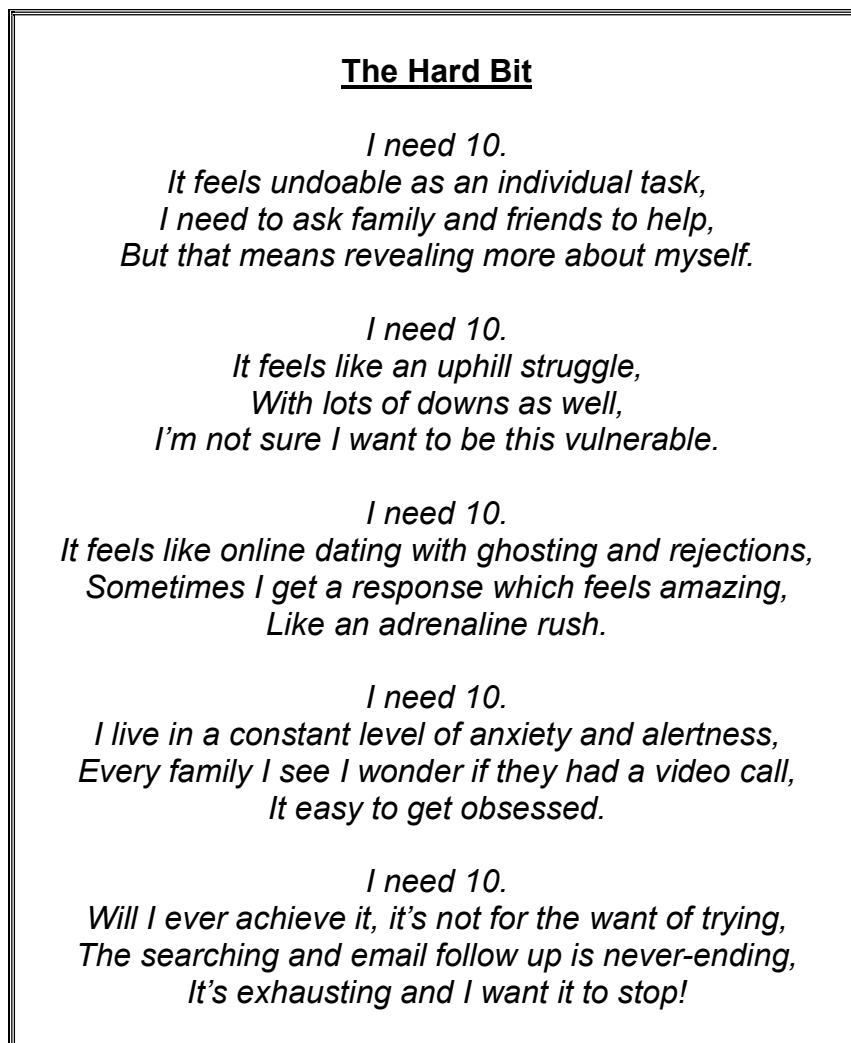 The Hard Bit
I need 10.
It feels undoable as an individual task,
I need to ask family and friends to help,
But that means revealing more about myself.
I need 10.
It feels like an uphill struggle,
With lots of downs as well,
I’m not sure I want to be this vulnerable.
I need 10.
It feels like online dating with ghosting and rejections,
Sometimes I get a response which feels amazing,
Like an adrenaline rush.
I need 10.
I live in a constant level of anxiety and alertness,
Every family I see I wonder if they had a video call,
It easy to get obsessed.
I need 10.
Will I ever achieve it, it’s not for the want of trying,
The searching and email follow up is never-ending,
It’s exhausting and I want it to stop!